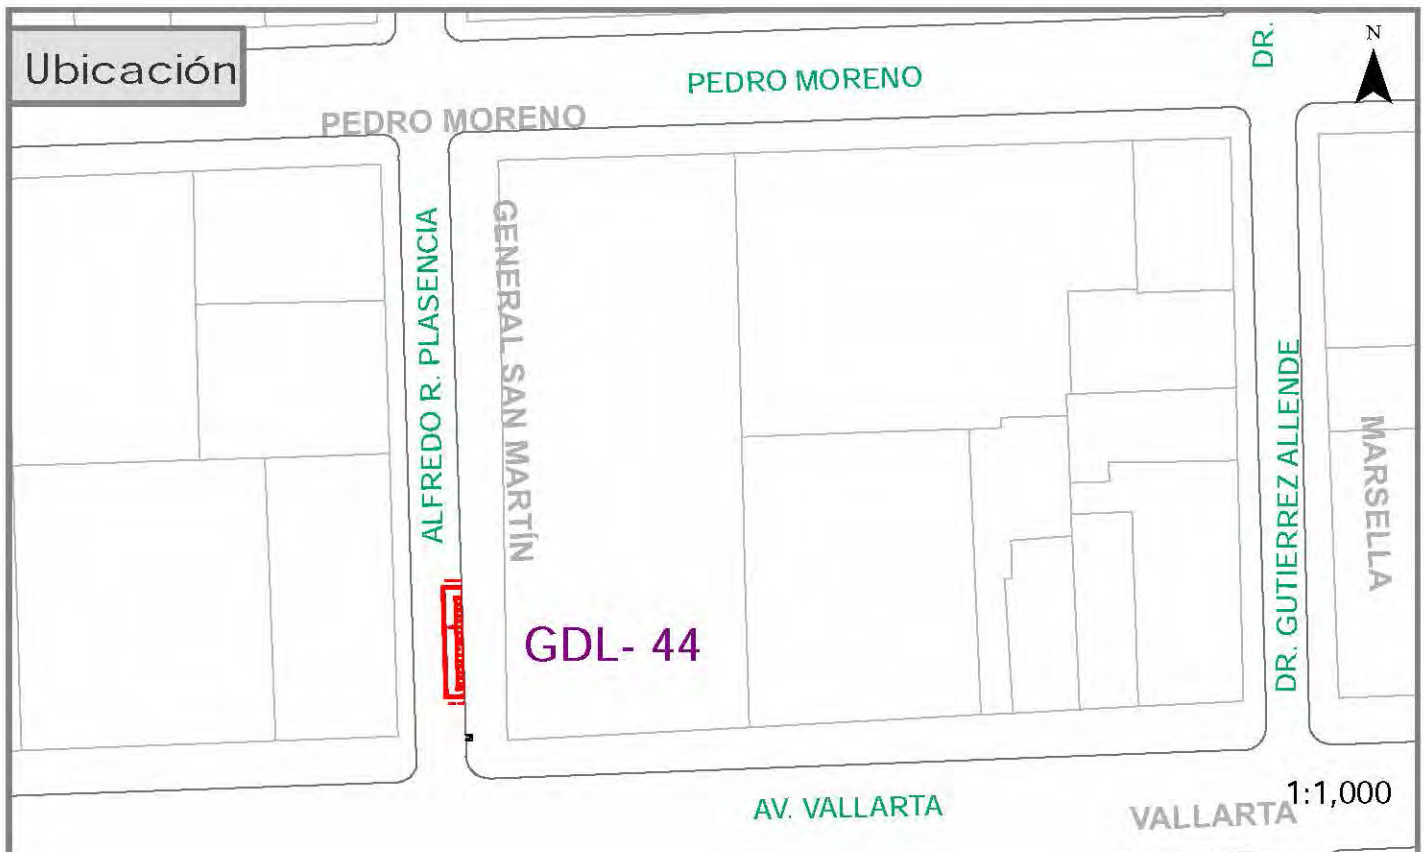 Ubicación
DR.
N
PEDRO MORENO
PEDRO MORENO
ALFREDO R. PLASENCIA
GENERAL SAN MARTÍN
DR. GUTIERREZ ALLENDE
MARSELLA
GDL- 44
1:1,000
AV. VALLARTA
VALLARTA